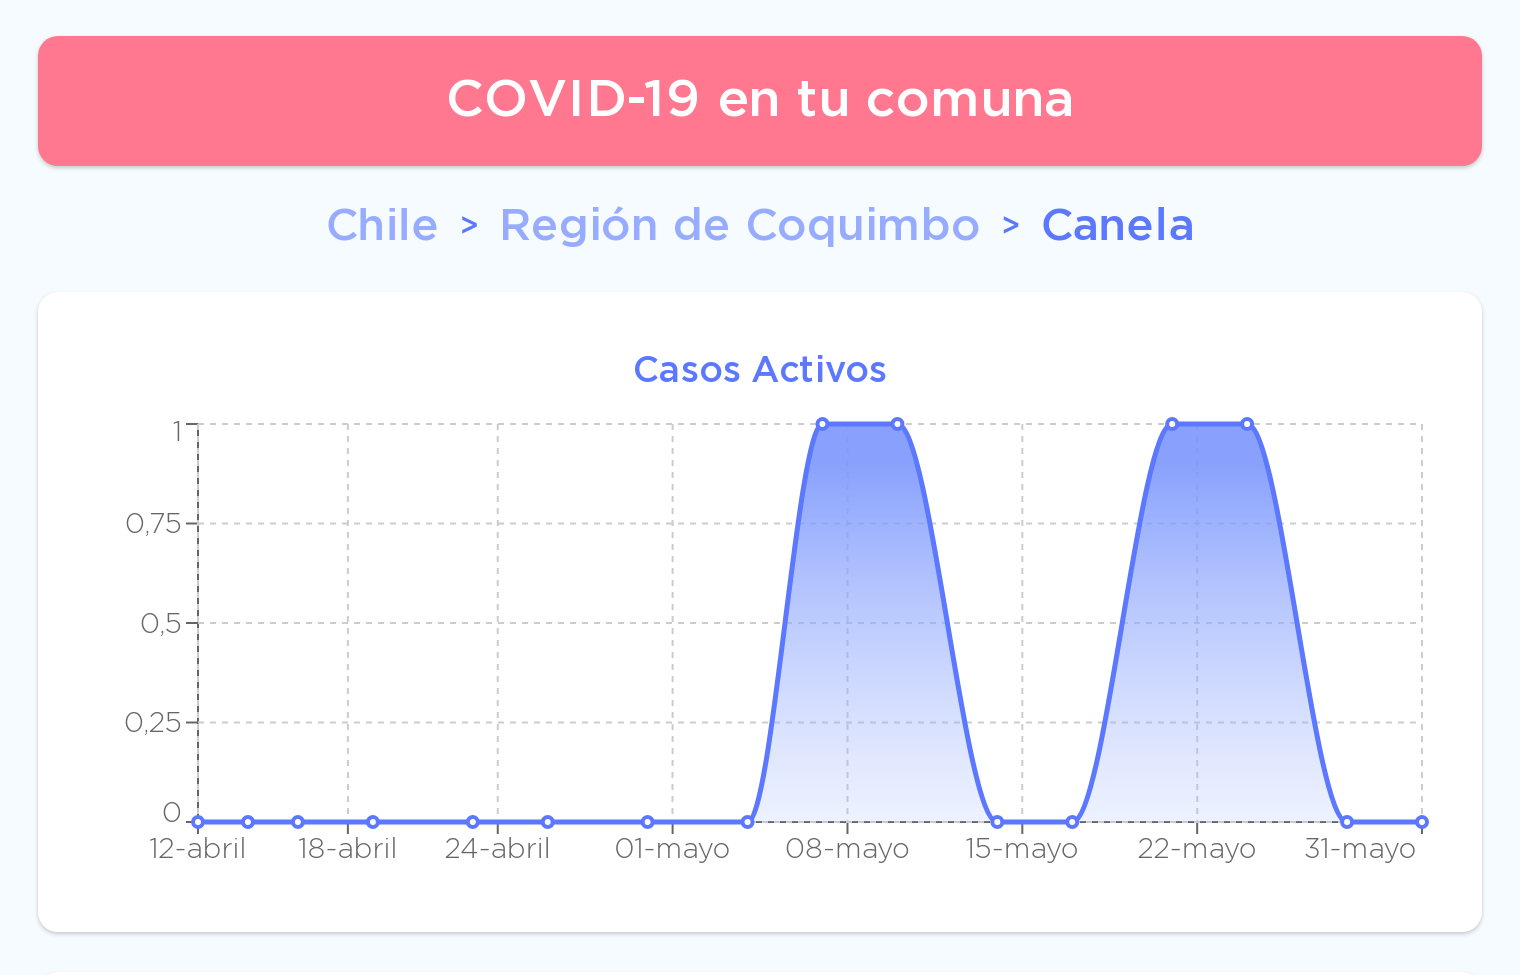 COVID-19 en tu comuna
Chile > Región de Coquimbo > Canela
Casos Activos
1
0,75
0,5
0,25
0
12-abril 18-abril 24-abril 01-mayo 08-mayo 15-mayo 22-mayo 31-mayo